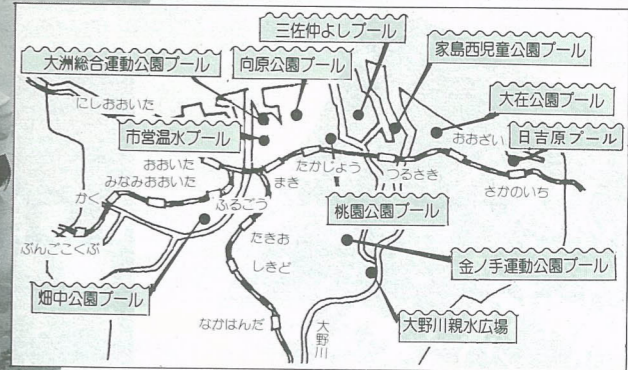 三佐仲よしプール
家島西児童公園プール
大洲総合運動公園プール
向原公園プール
大在公園プール
にしおおいた
市営温水プール
おおざい
日吉原プール
おおいた
たかじょう
つるさき
みなみおおいた
まき
さかのいち
かく
ふるごう
桃園公園プール
ぶんごこくぶ
たきお
金ノ手運動公園プール
しきど
畑中公園プール
大野川親水広場
なかはんだ
大野川